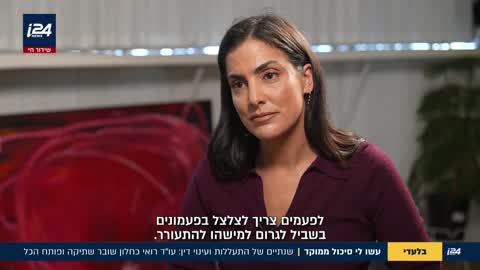 i24
NEWS
שידור חי
לפעמים צריך לצלצל בפעמונים
בשביל לגרום למישהו להתעורר.
בלעדי
עשו לי סיכול ממוקד | שנתיים של התעללות ועינוי דין: עו"ד רואי כחלון שובר שתיקה ופותח הכל
i24